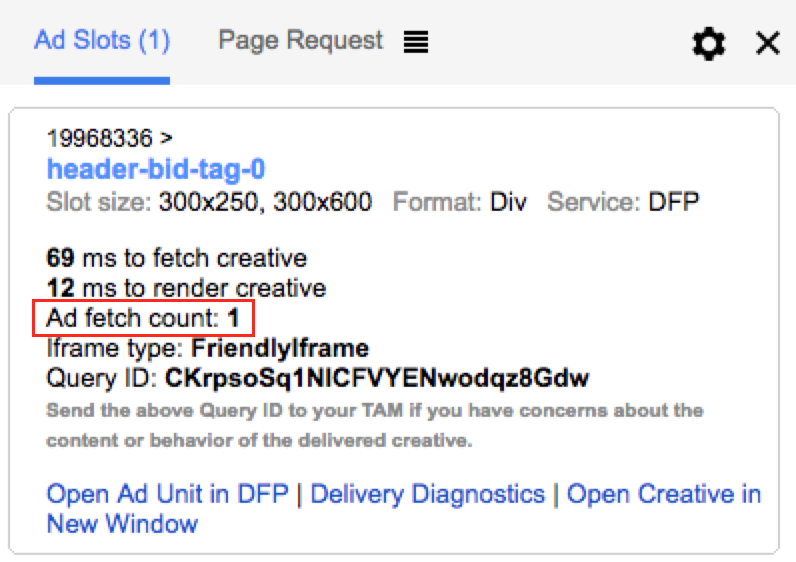 Ad Slots (1) Page Request
19968336 >
header-bid-tag-0
Slot size: 300x250, 300x600 Format: Div Service: DFP
69 ms to fetch creative
12 ms to render creative
Ad fetch count: 1
Iframe type: FriendlyIframe
Query ID: CKrpsoSq1NICFVYENwodqz8Gdw
Send the above Query ID to your TAM if you have concerns about the
content or behavior of the delivered creative.
Open Ad Unit in DFP | Delivery Diagnostics | Open Creative in
New Window